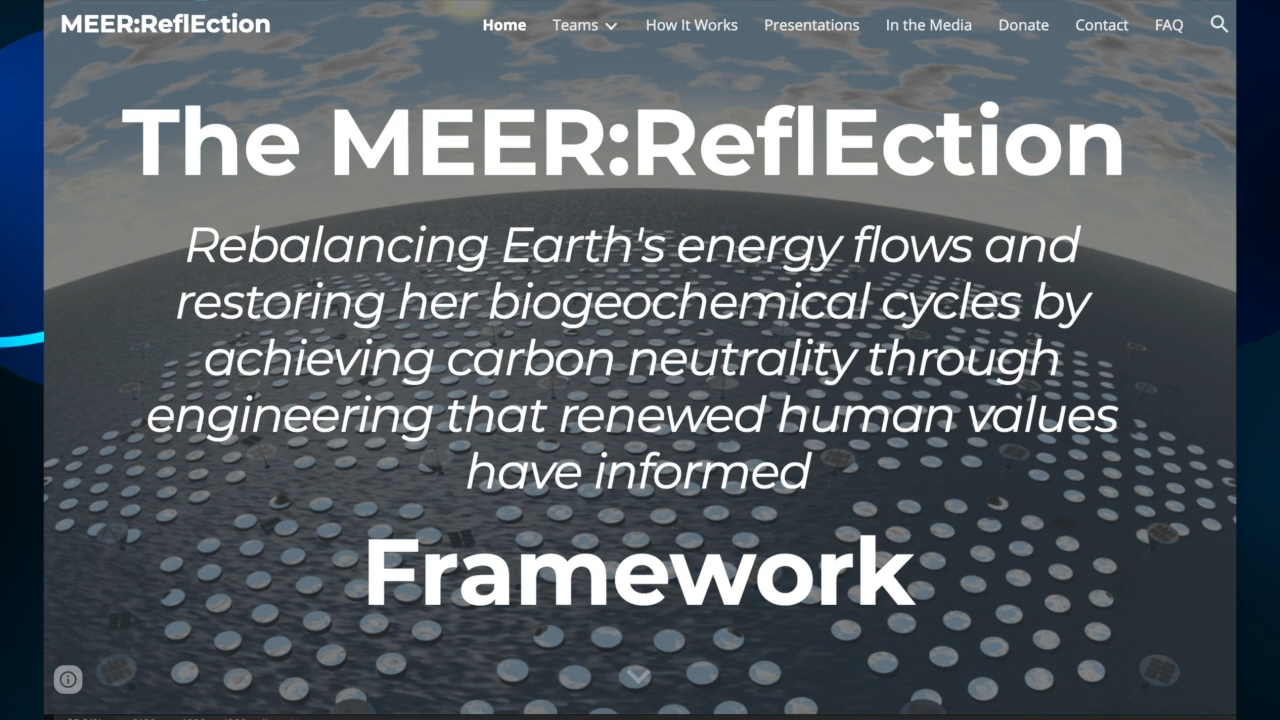 MEER:ReflEction
Home Teams How It Works Presentations In the Media Donate Contact FAQ
The MEER:ReflEction
Rebalancing Earth's energy flows and
restoring her biogeochemical cycles by
achieving carbon neutrality through
engineering that renewed human values
have informed
Framework